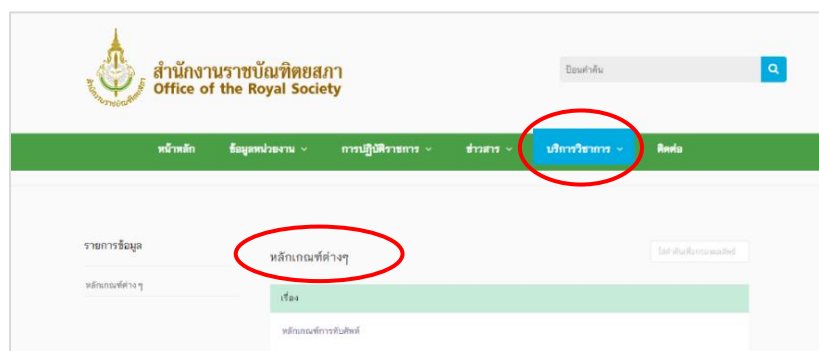 สำนักงานราชบัณฑิตยสภา
Office of the Royal Society
ป้อนคำค้น
หน้าหลัก ข้อมูลหน่วยงาน การปฏิบัติราชการ ข่าวสาร บริการวิชาการ ติดต่อ
รายการข้อมูล
หลักเกณฑ์ต่างๆ
หลักเกณฑ์ต่าง ๆ
เรื่อง
หลักเกณฑ์การทับศัพท์